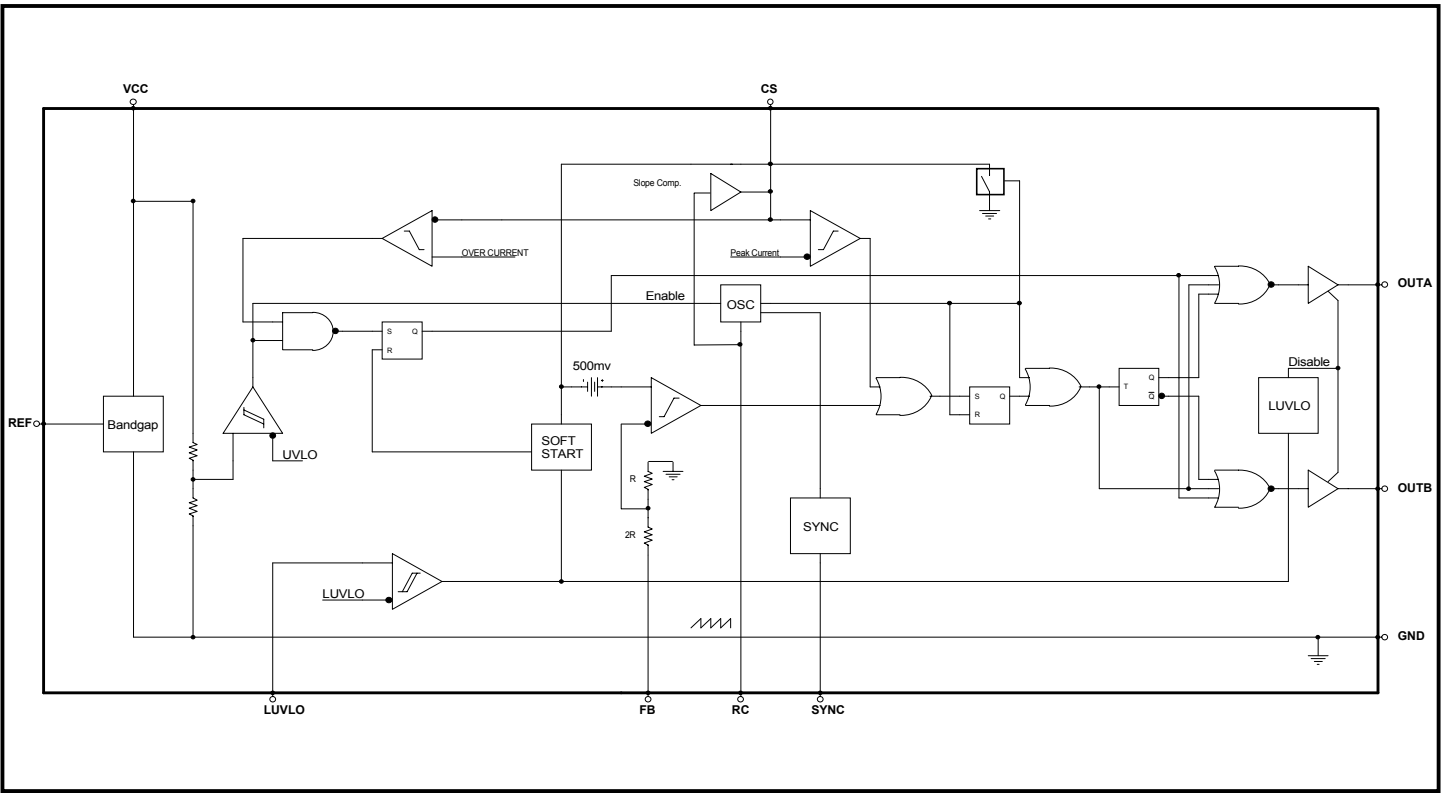 VCC
CS
Slope Comp.
OVER CURRENT
Peak Current
Enable
OSC
OUTA
S
Q
R
500mv
Disable
T
Q
Q
S
Q
R
LUVLO
REF
Bandgap
UVLO
SOFT
START
R
2R
SYNC
OUTB
LUVLO
GND
LUVLO
FB
RC
SYNC